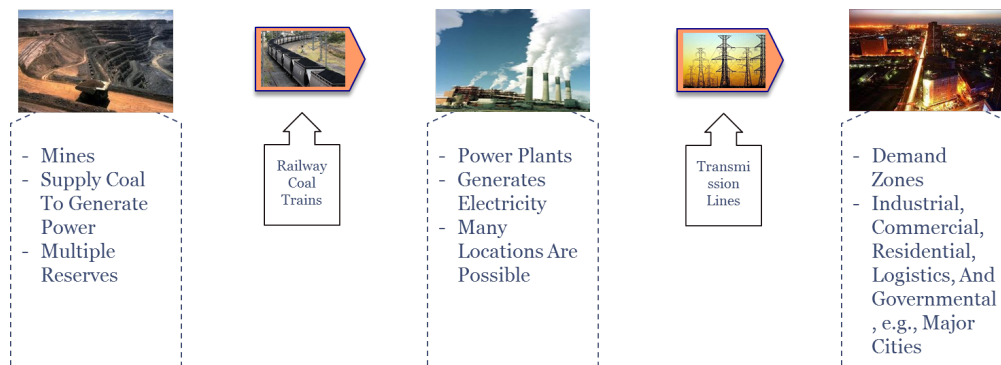 - Mines
- Supply Coal
To Generate
Power
- Multiple
Reserves
Railway
Coal
Trains
- Power Plants
- Generates
Electricity
- Many
Locations Are
Possible
Transmi
ssion
Lines
- Demand
Zones
- Industrial,
Commercial,
Residential,
Logistics, And
Governmental
, e.g., Major
Cities